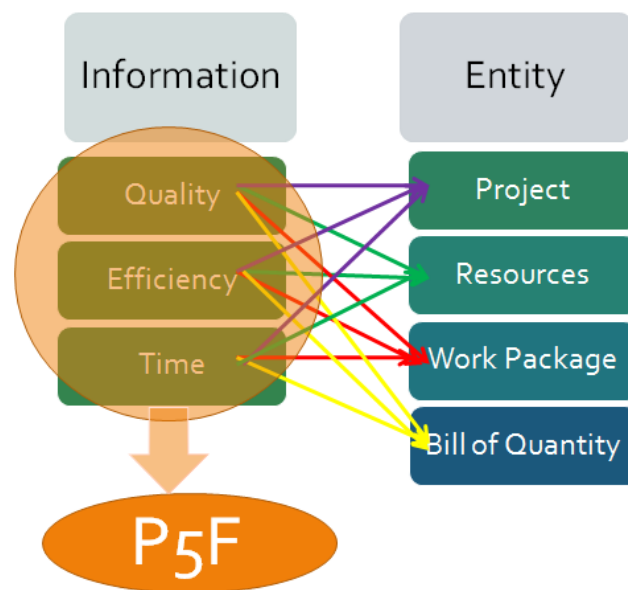 Information
Entity
Quality
Project
Efficiency
Resources
Time
Work Package
Bill of Quantity
P5F